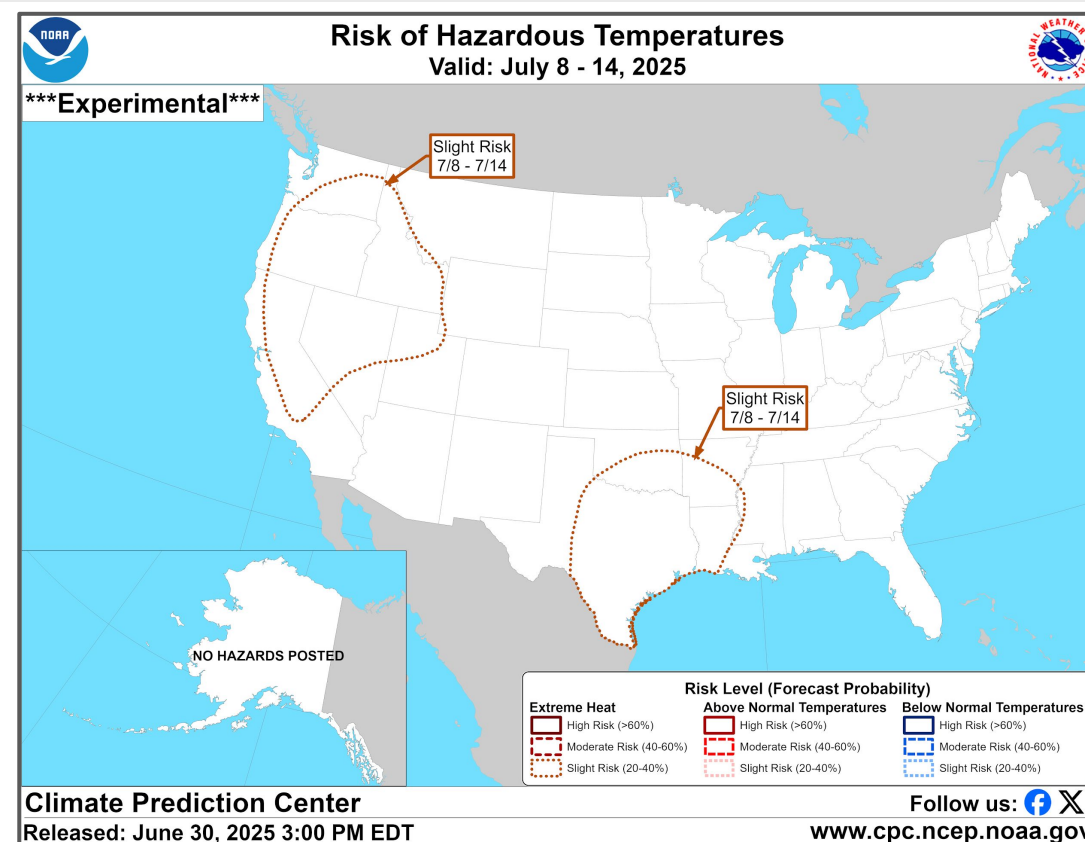 NOAA
Risk of Hazardous Temperatures
Valid: July 8 - 14, 2025
NATIONAL WEATHER
***Experimental***
Slight Risk
7/8 - 7/14
Slight Risk
7/8 - 7/14
NO HAZARDS POSTED
Risk Level (Forecast Probability)
Extreme Heat
High Risk (>60%)
Moderate Risk (40-60%)
Slight Risk (20-40%)
Above Normal Temperatures
High Risk (>60%)
Moderate Risk (40-60%)
Slight Risk (20-40%)
Below Normal Temperatures
High Risk (>60%)
Moderate Risk (40-60%)
Slight Risk (20-40%)
Climate Prediction Center
Follow us:
Released: June 30, 2025 3:00 PM EDT
www.cpc.ncep.noaa.gov